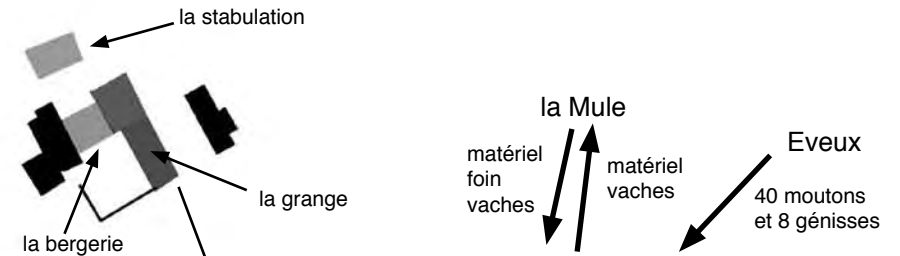 la stabulation
la grange
la bergerie
la Mule
matériel
foin
vaches
matériel
vaches
Eveux
40 moutons
et 8 génisses